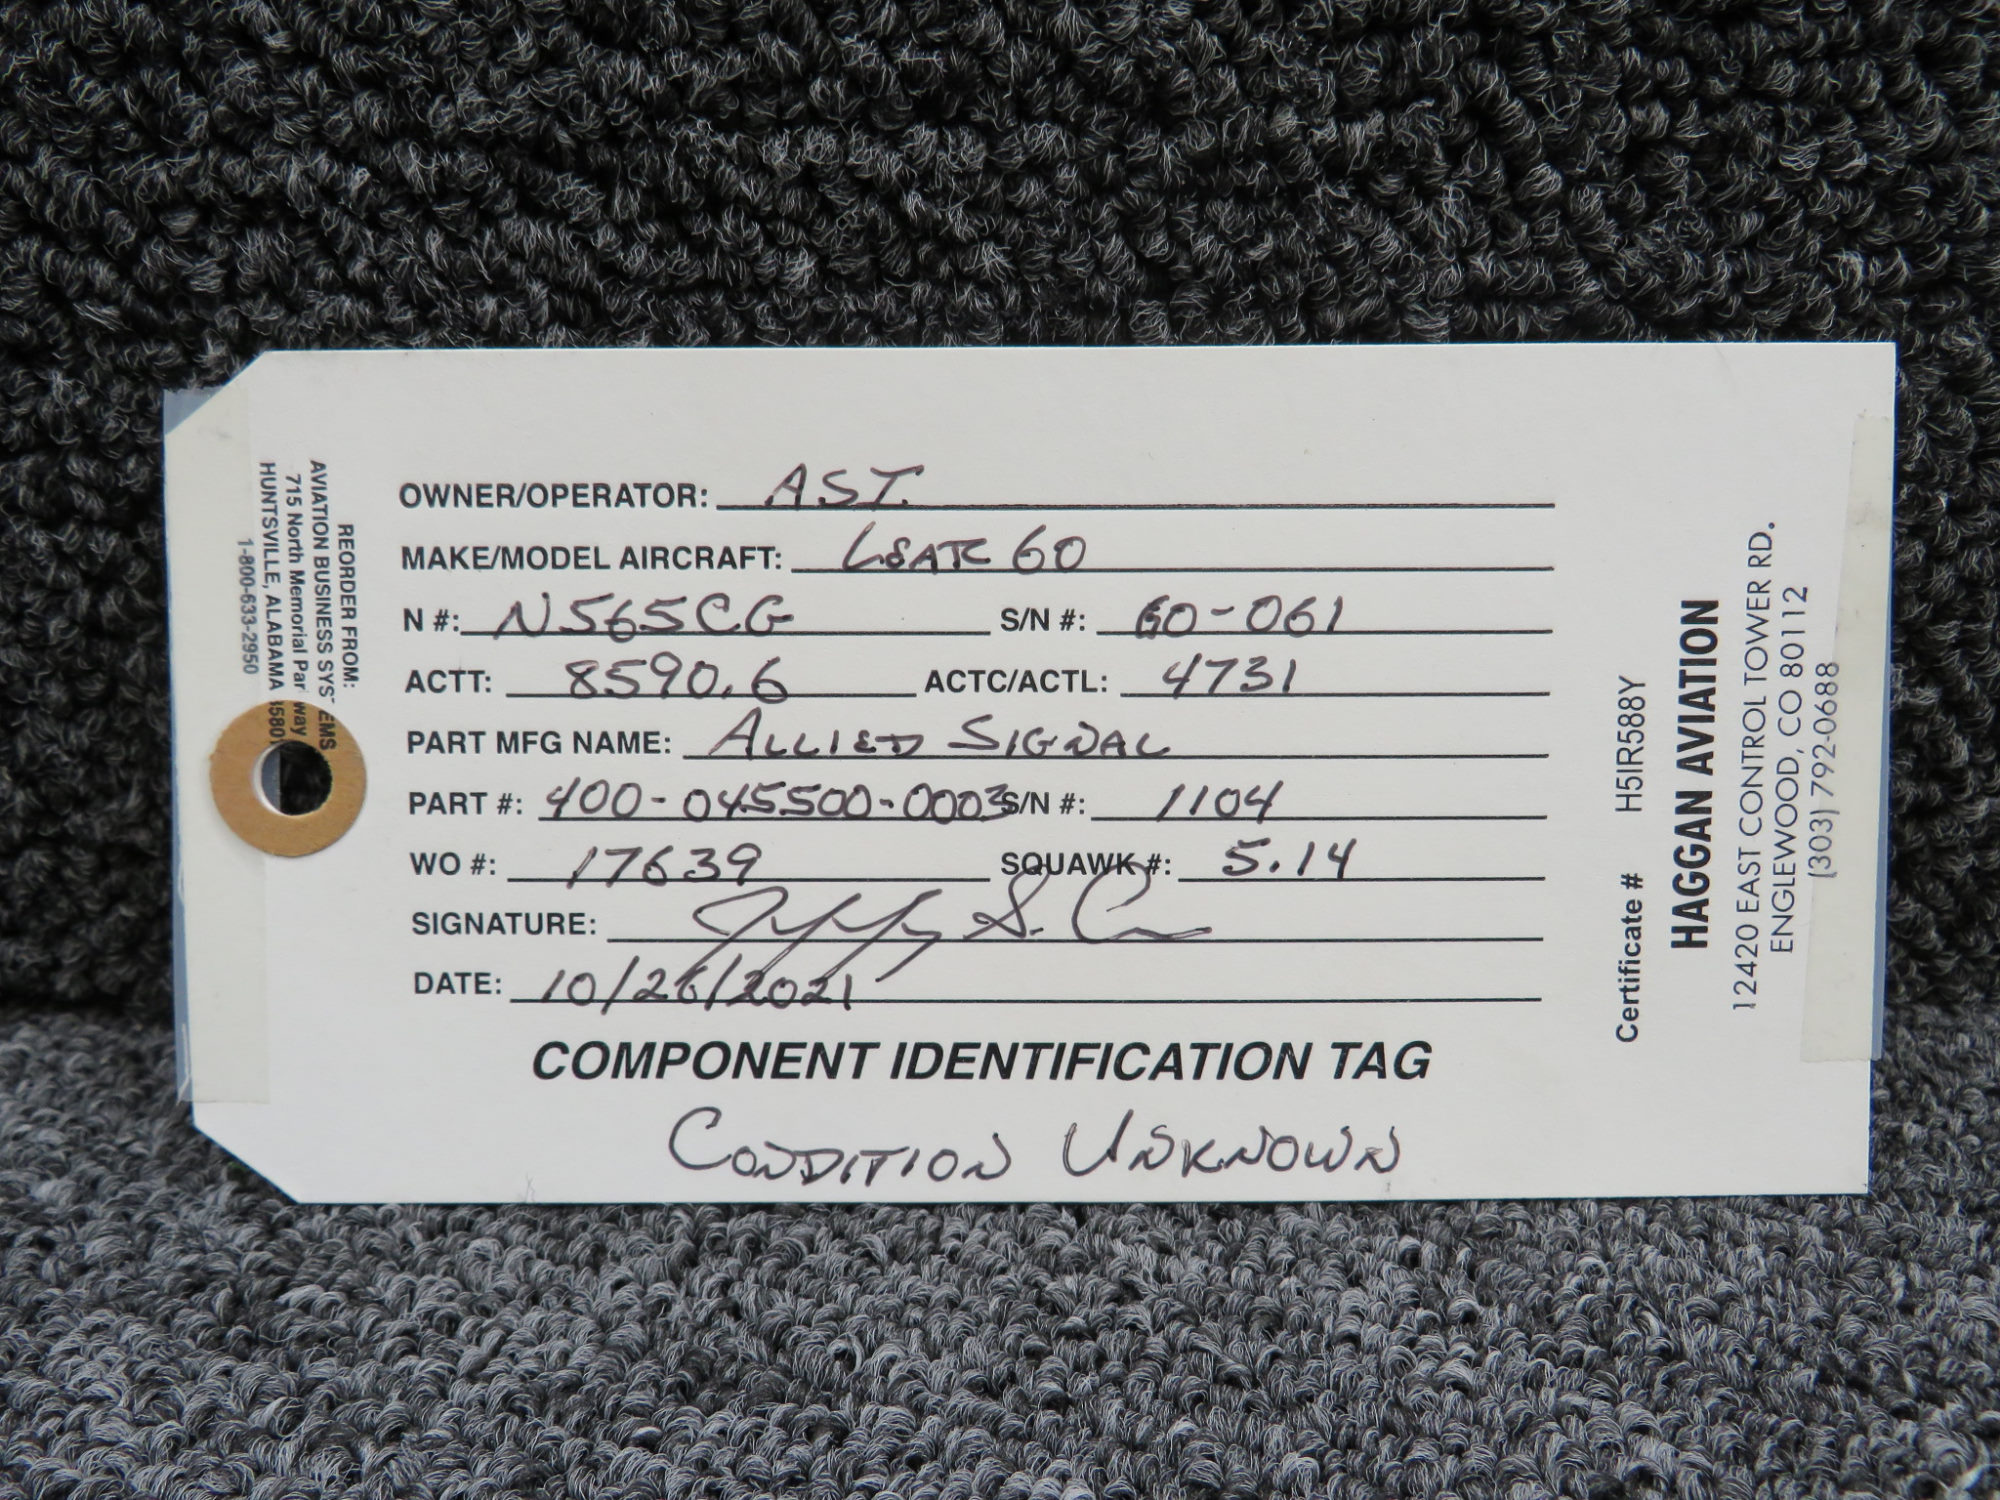 OWNER/OPERATOR: A.S.T.
MAKE/MODEL AIRCRAFT: LEAR 60
N #: N565CG S/N #: 60-061
ACTT: 8590.6 ACTC/ACTL: 4731
PART MFG NAME: ALLIED SIGNAL
PART #: 400-045500-0003 S/N #: 1104
WO #: 17639 SQUAWK #: 5.14
SIGNATURE:
DATE: 10/26/2021
COMPONENT IDENTIFICATION TAG
CONDITION UNKNOWN
REORDER FROM:
AVIATION BUSINESS SYSTEMS
715 North Memorial Parkway
HUNTSVILLE, ALABAMA
1-800-633-2950
Certificate # H5IR588Y
HAGGAN AVIATION
12420 EAST CONTROL TOWER RD.
ENGLEWOOD, CO 80112
(303) 792-0688